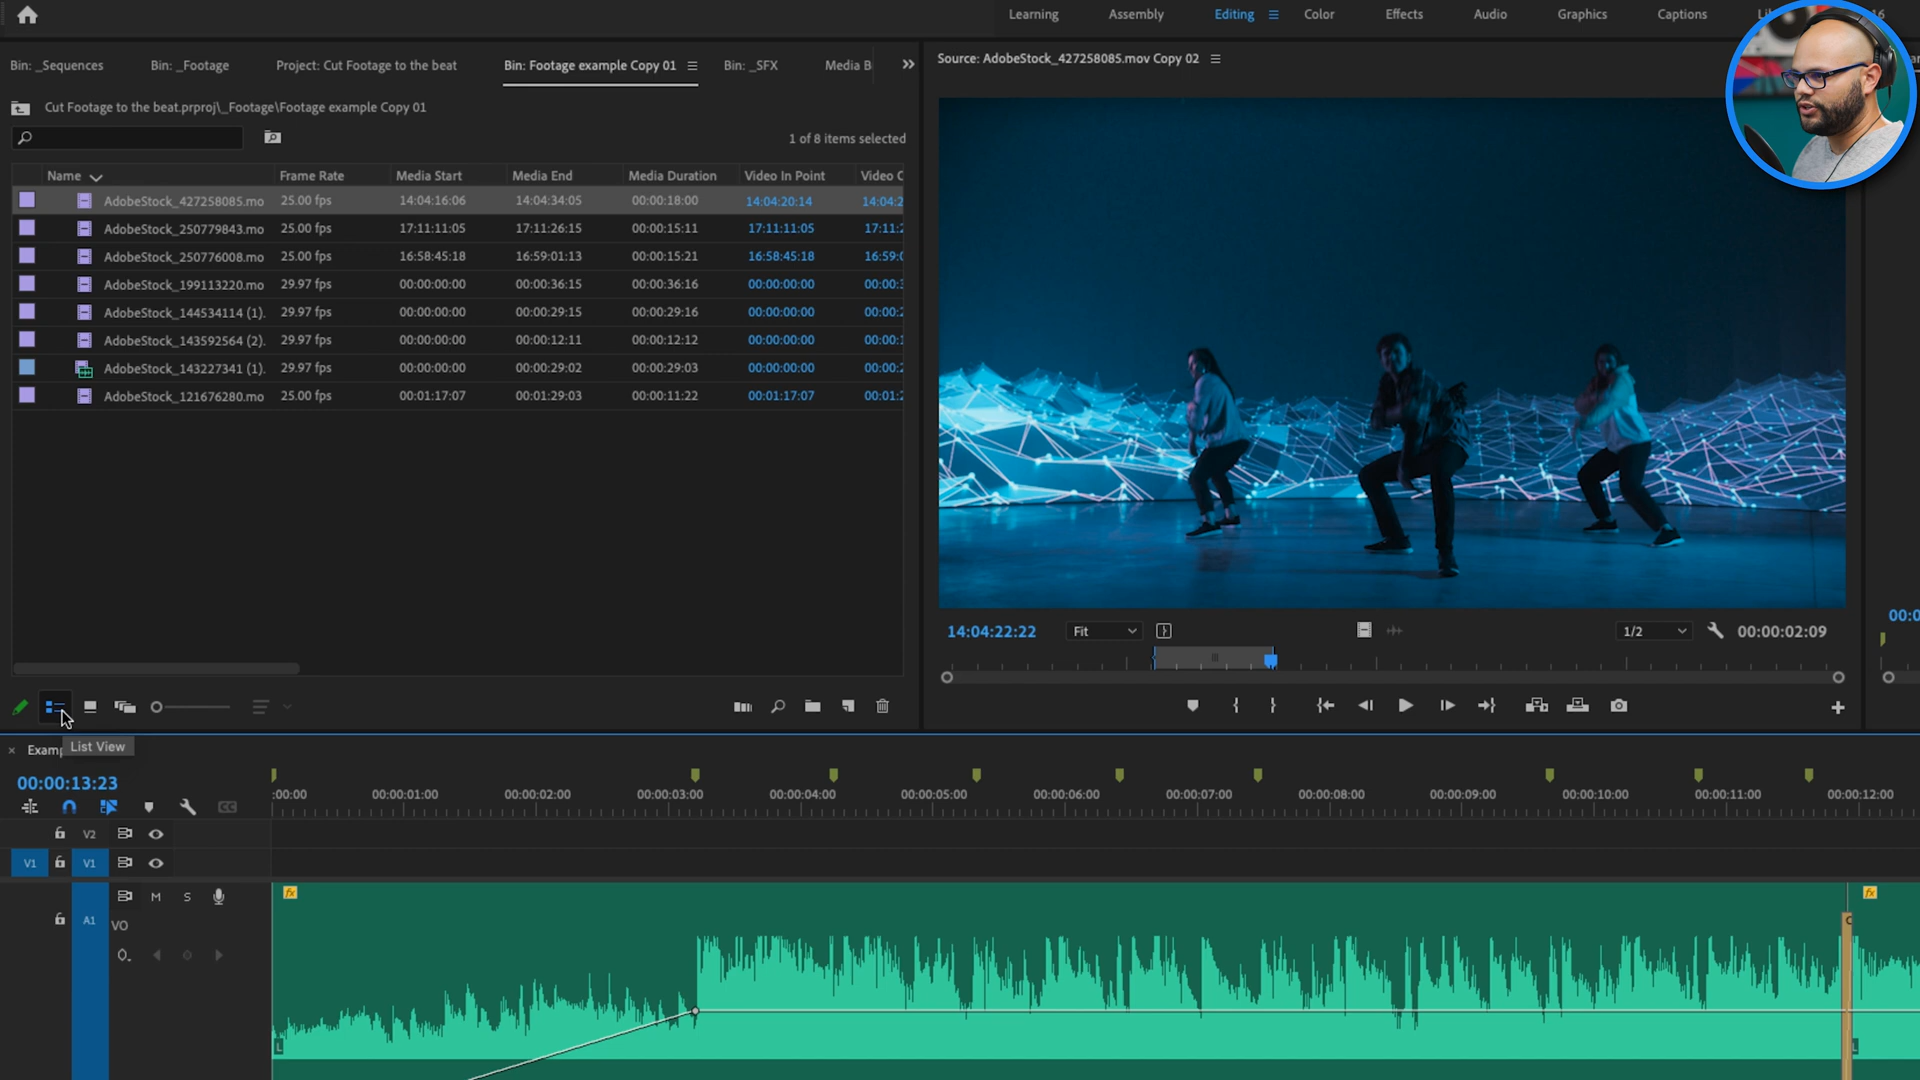 Learning Assembly Editing Color Effects Audio Graphics Captions
Bin: _Sequences Bin: _Footage Project: Cut Footage to the beat Bin: Footage example Copy 01 Bin: _SFX Media B
Source: AdobeStock_427258085.mov Copy 02
Cut Footage to the beat.prproj\_Footage\Footage example Copy 01
1 of 8 items selected
Name Frame Rate Media Start Media End Media Duration Video In Point Video C
AdobeStock_427258085.mo 25.00 fps 14:04:16:06 14:04:34:05 00:00:18:00 14:04:20:14 14:04:2
AdobeStock_250779843.mo 25.00 fps 17:11:11:05 17:11:26:15 00:00:15:11 17:11:11:05 17:11:2
AdobeStock_250776008.mo 25.00 fps 16:58:45:18 16:59:01:13 00:00:15:21 16:58:45:18 16:59:0
AdobeStock_199113220.mo 29.97 fps 00:00:00:00 00:00:36:15 00:00:36:16 00:00:00:00 00:00:3
AdobeStock_144534114 (1). 29.97 fps 00:00:00:00 00:00:29:15 00:00:29:16 00:00:00:00 00:00:2
AdobeStock_143592564 (2). 29.97 fps 00:00:00:00 00:00:12:11 00:00:12:12 00:00:00:00 00:00:1
AdobeStock_143227341 (1). 29.97 fps 00:00:00:00 00:00:29:02 00:00:29:03 00:00:00:00 00:00:2
AdobeStock_121676280.mo 25.00 fps 00:01:17:07 00:01:29:03 00:00:11:22 00:01:17:07 00:01:2
14:04:22:22 Fit 1/2 00:00:02:09
00:0
List View
Examp
00:00:13:23
:00:00 00:00:01:00 00:00:02:00 00:00:03:00 00:00:04:00 00:00:05:00 00:00:06:00 00:00:07:00 00:00:08:00 00:00:09:00 00:00:10:00 00:00:11:00 00:00:12:00
V2
V1 V1
M S
A1
VO
fx fx